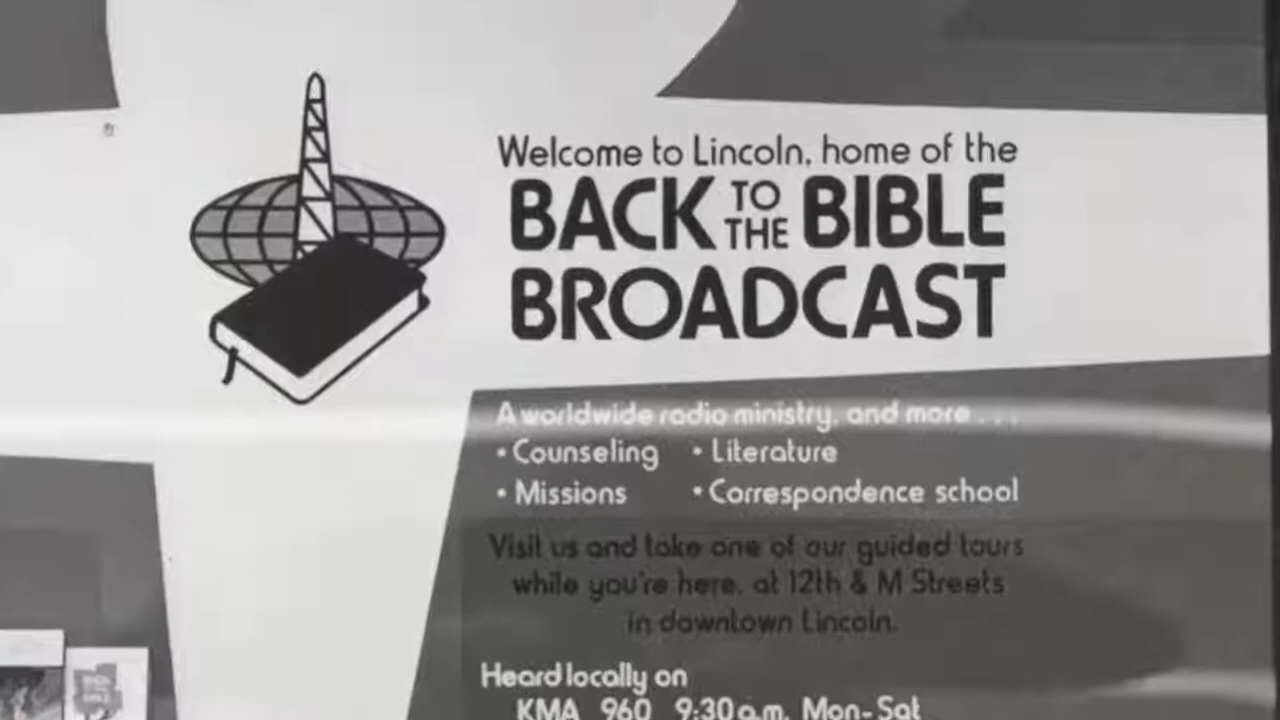 Welcome to Lincoln, home of the
BACK TO THE BIBLE
BROADCAST
A worldwide radio ministry, and more . . .
• Counseling • Literature
• Missions • Correspondence school
Visit us and take one of our guided tours
while you're here, at 12th & M Streets
in downtown Lincoln.
Heard locally on
KMA 960 9:30 a.m. Mon-Sat